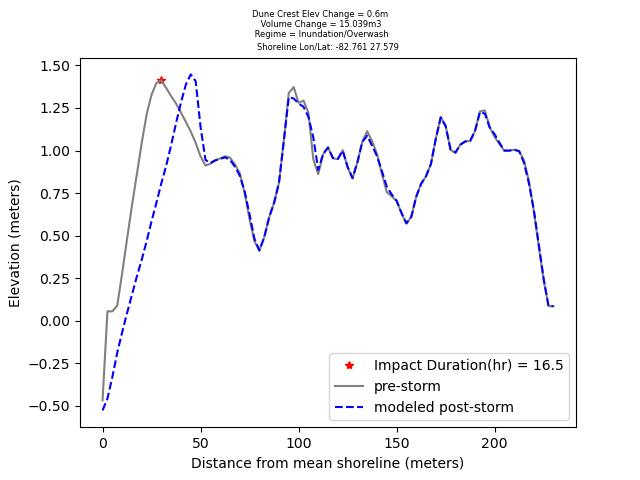 Dune Crest Elev Change = 0.6m
Volume Change = 15.039m3
Regime = Inundation/Overwash
Shoreline Lon/Lat: -82.761 27.579
1.50
1.25
1.00
0.75
0.50
0.25
0.00
−0.25
−0.50
Elevation (meters)
Impact Duration(hr) = 16.5
pre-storm
modeled post-storm
0 50 100 150 200
Distance from mean shoreline (meters)